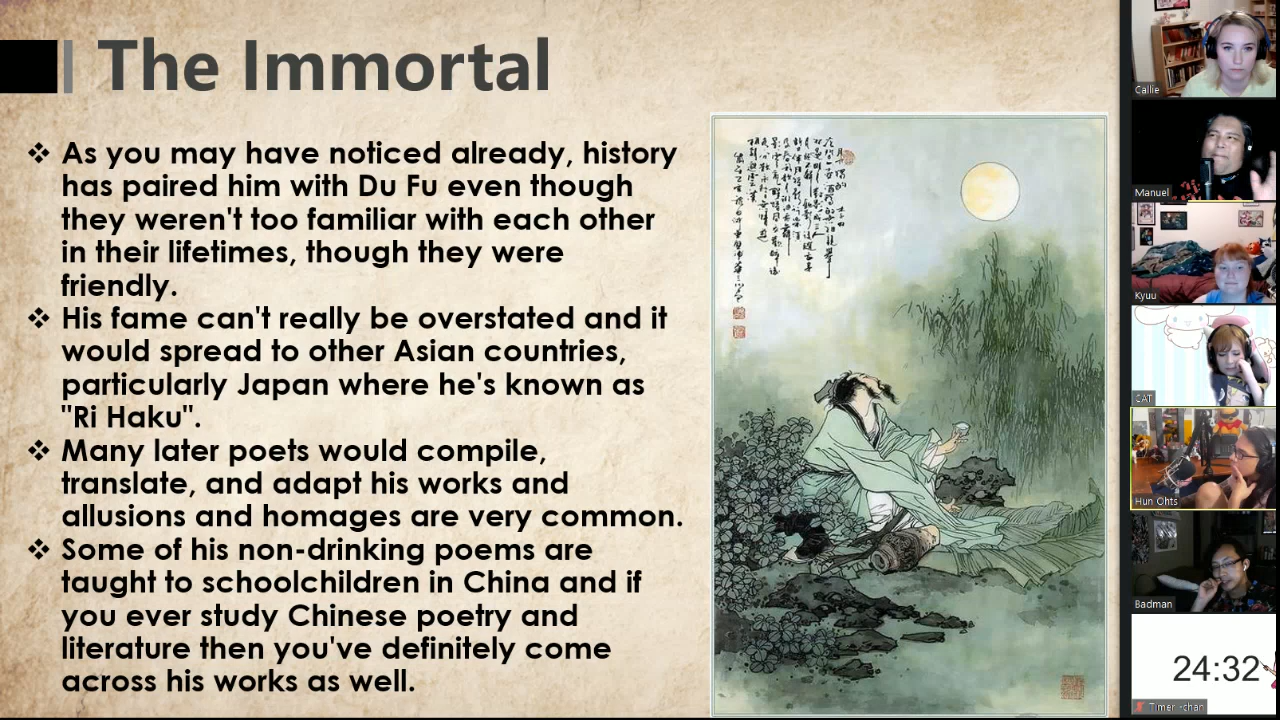 The Immortal
❖ As you may have noticed already, history
has paired him with Du Fu even though
they weren't too familiar with each other
in their lifetimes, though they were
friendly.
❖ His fame can't really be overstated and it
would spread to other Asian countries,
particularly Japan where he's known as
"Ri Haku".
❖ Many later poets would compile,
translate, and adapt his works and
allusions and homages are very common.
❖ Some of his non-drinking poems are
taught to schoolchildren in China and if
you ever study Chinese poetry and
literature then you've definitely come
across his works as well.
Callie
Manuel
Kyuu
CAT
Hun Ohts
Badman
24:32
Timer-chan